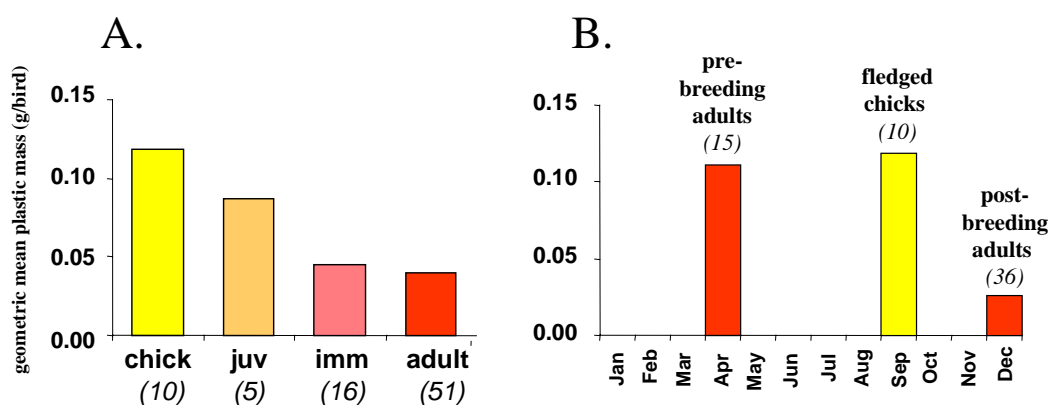 A.
geometric mean plastic mass (g/bird)
0.15
0.10
0.05
0.00
chick juv imm adult
(10) (5) (16) (51)
B.
0.15
0.10
0.05
0.00
pre-
breeding
adults
(15)
fledged
chicks
(10)
post-
breeding
adults
(36)
Jan Feb Mar Apr May Jun Jul Aug Sep Oct Nov Dec